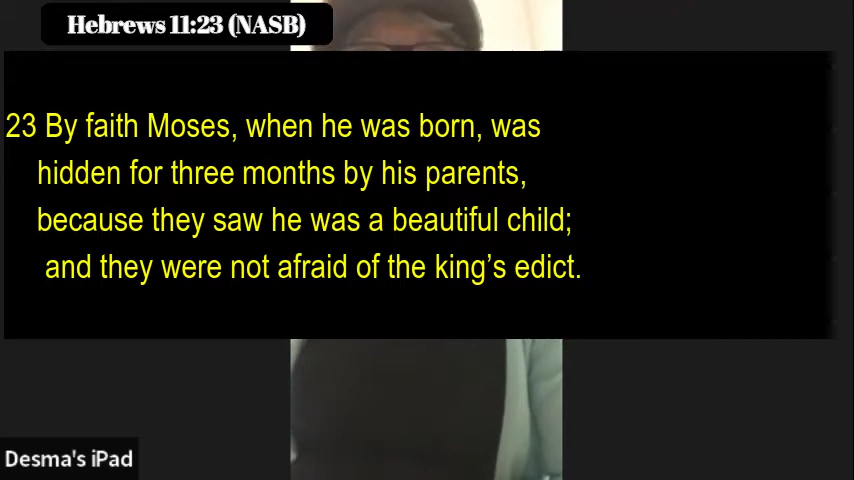 Hebrews 11:23 (NASB)
23 By faith Moses, when he was born, was
hidden for three months by his parents,
because they saw he was a beautiful child;
and they were not afraid of the king’s edict.
Desma's iPad